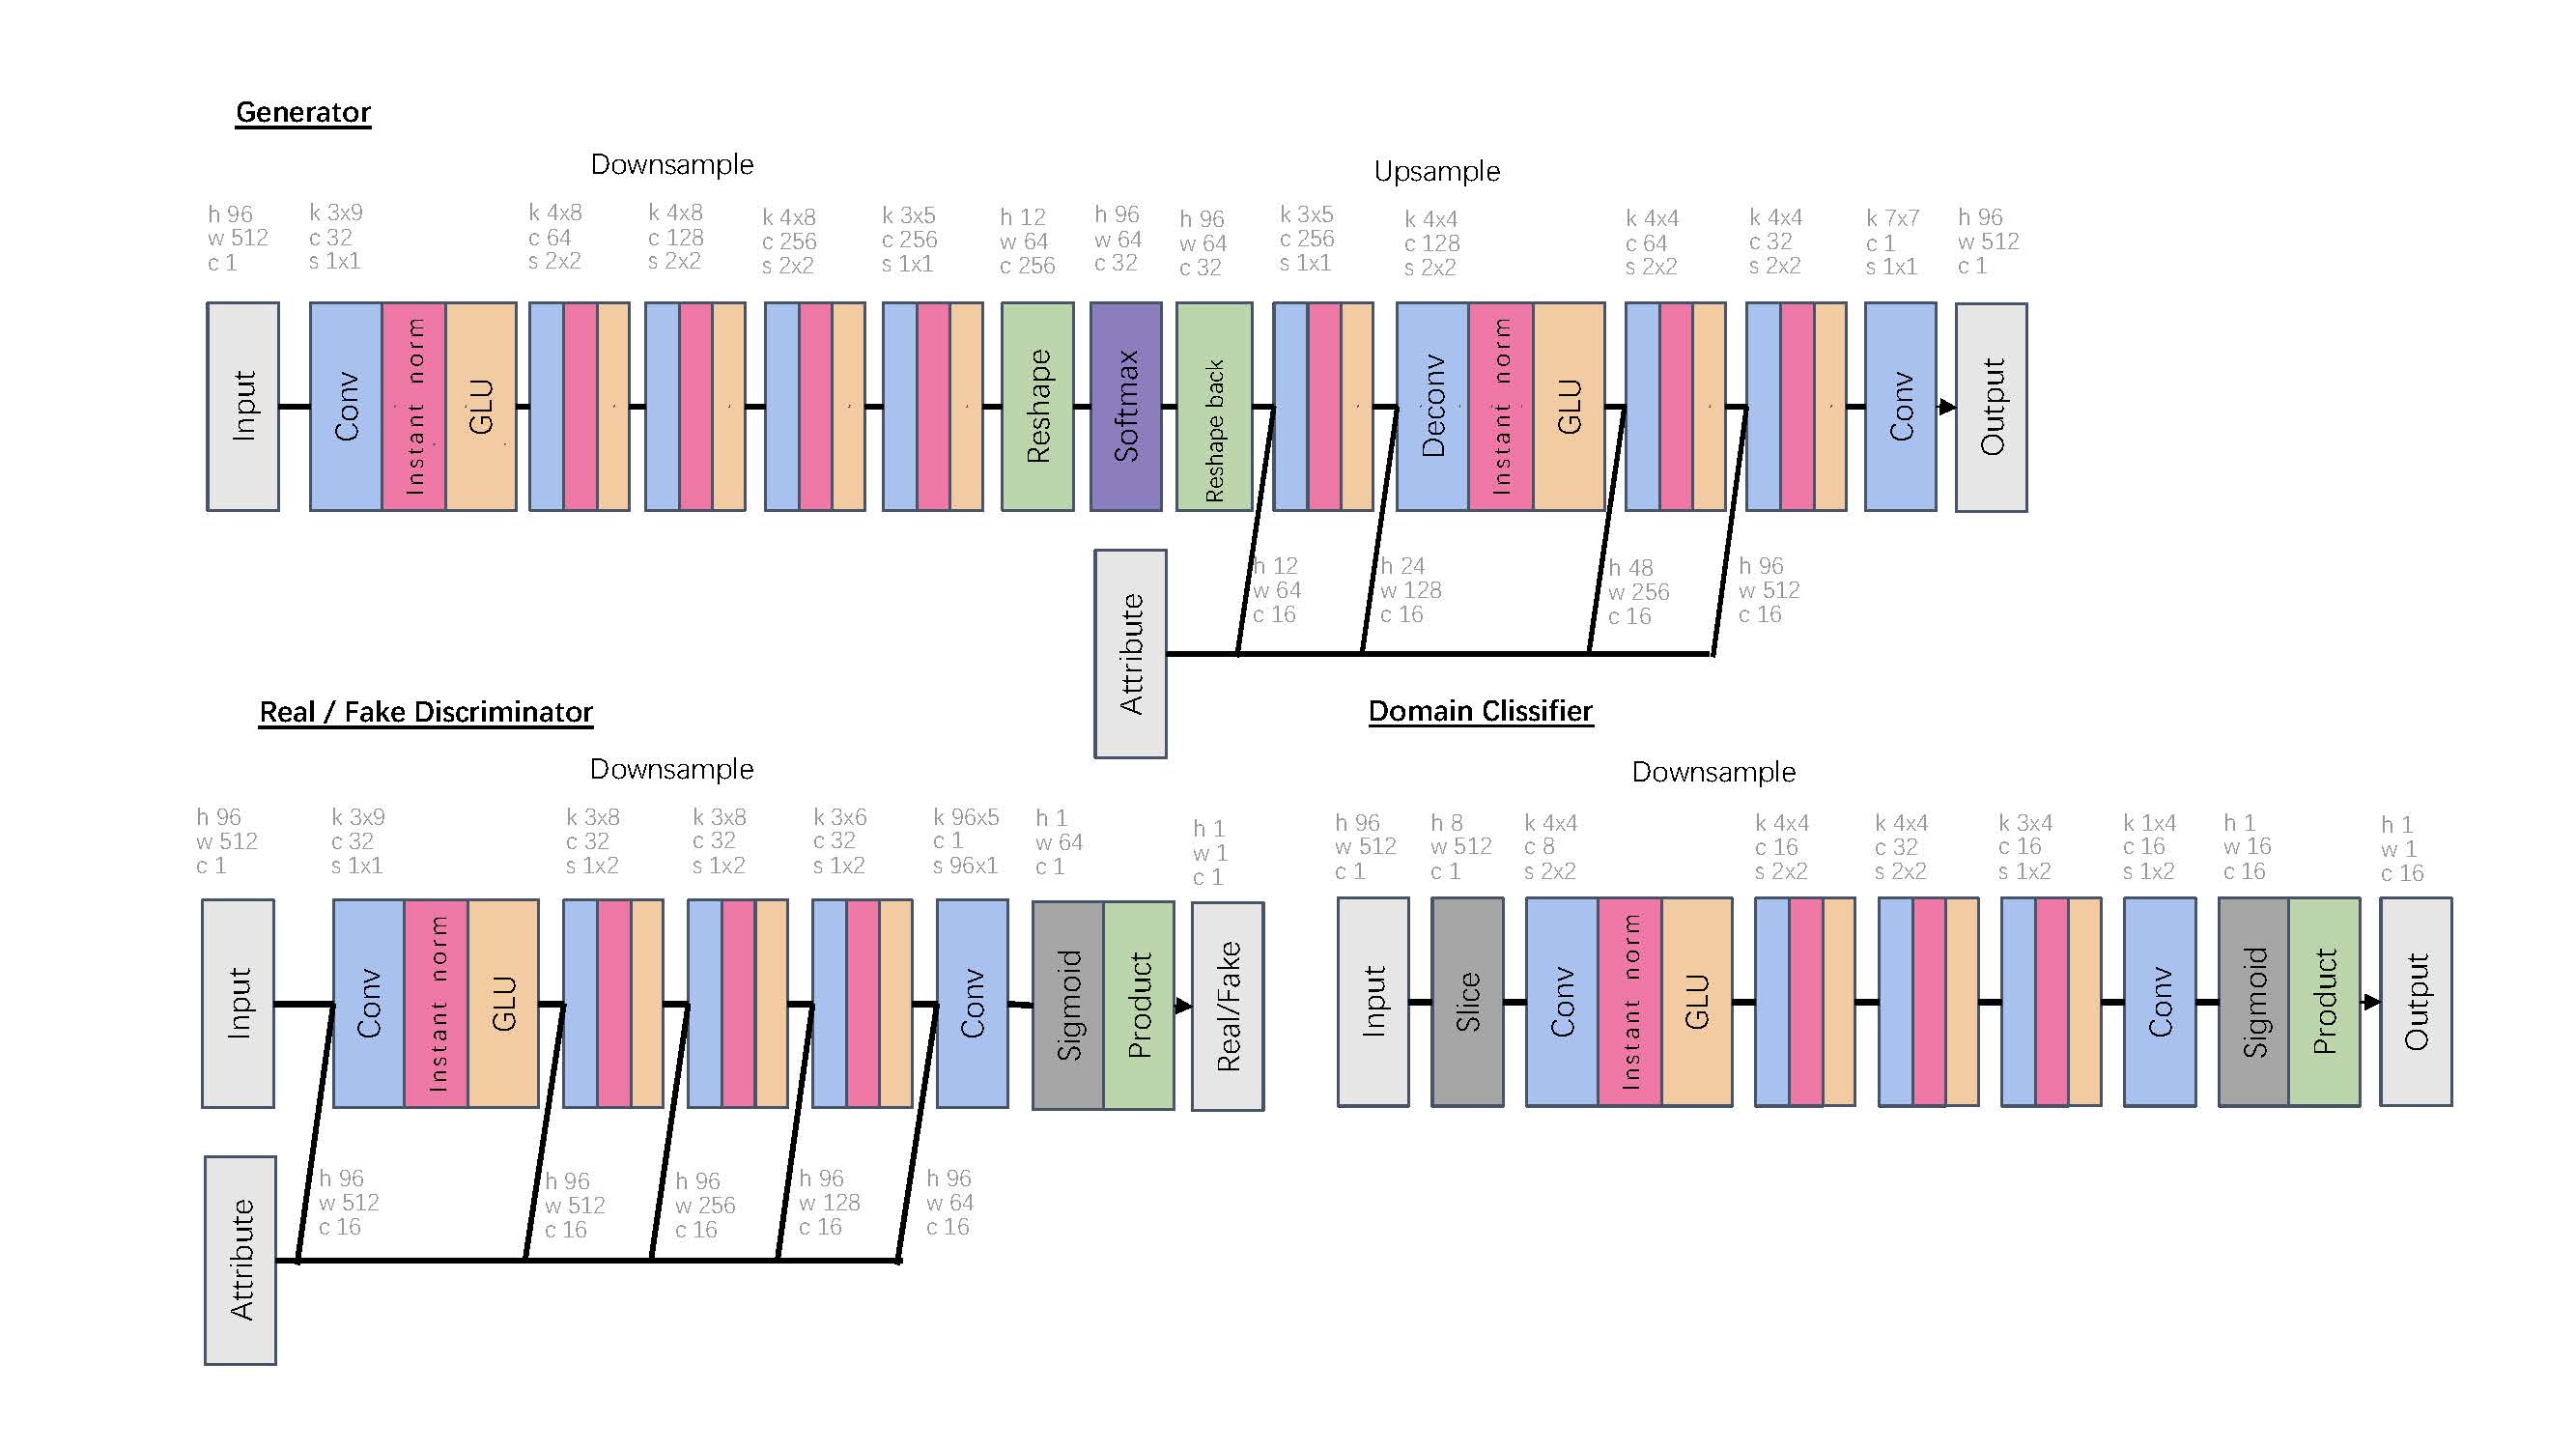 Generator
Downsample
Upsample
h 96
w 512
c 1
k 3x9
c 32
s 1x1
k 4x8
c 64
s 2x2
k 4x8
c 128
s 2x2
k 4x8
c 256
s 2x2
k 3x5
c 256
s 1x1
h 12
w 64
c 256
h 96
w 64
c 32
h 96
w 64
c 32
k 3x5
c 256
s 1x1
k 4x4
c 128
s 2x2
k 4x4
c 64
s 2x2
k 4x4
c 32
s 2x2
k 7x7
c 1
s 1x1
h 96
w 512
c 1
Input
Conv
Instant norm
GLU
Reshape
Softmax
Reshape back
Deconv
Instant norm
GLU
Conv
Output
Attribute
h 12
w 64
c 16
h 24
w 128
c 16
h 48
w 256
c 16
h 96
w 512
c 16
Real / Fake Discriminator
Downsample
h 96
w 512
c 1
k 3x9
c 32
s 1x1
k 3x8
c 32
s 1x2
k 3x8
c 32
s 1x2
k 3x6
c 32
s 1x2
k 96x5
c 1
s 96x1
h 1
w 64
c 1
h 1
w 1
c 1
Input
Conv
Instant norm
GLU
Conv
Sigmoid
Product
Real/Fake
Attribute
h 96
w 512
c 16
h 96
w 512
c 16
h 96
w 256
c 16
h 96
w 128
c 16
h 96
w 64
c 16
Domain Clissifier
Downsample
h 96
w 512
c 1
h 8
w 512
c 1
k 4x4
c 8
s 2x2
k 4x4
c 16
s 2x2
k 4x4
c 32
s 2x2
k 3x4
c 16
s 1x2
k 1x4
c 16
s 1x2
h 1
w 16
c 16
h 1
w 1
c 16
Input
Slice
Conv
Instant norm
GLU
Conv
Sigmoid
Product
Output